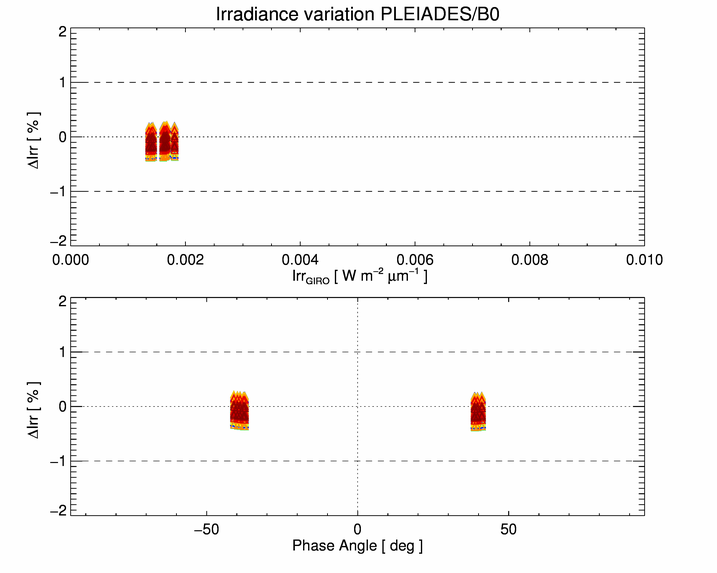 Irradiance variation PLEIADES/B0
2
1
0
−1
−2
ΔIrr [ % ]
0.000 0.002 0.004 0.006 0.008 0.010
Irr_GIRO [ W m⁻² μm⁻¹ ]
2
1
0
−1
−2
ΔIrr [ % ]
−50 0 50
Phase Angle [ deg ]